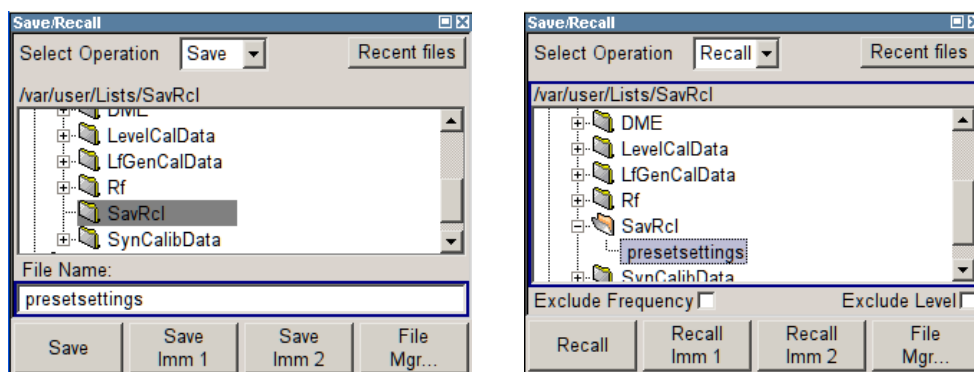 Save/Recall
Select Operation Save Recent files
/var/user/Lists/SavRcl
DME
LevelCalData
LfGenCalData
Rf
SavRcl
SynCalibData
File Name:
presetsettings
Save
Save Imm 1
Save Imm 2
File Mgr...
Save/Recall
Select Operation Recall Recent files
/var/user/Lists/SavRcl
DME
LevelCalData
LfGenCalData
Rf
SavRcl
presetsettings
SynCalibData
Exclude Frequency Exclude Level
Recall
Recall Imm 1
Recall Imm 2
File Mgr...